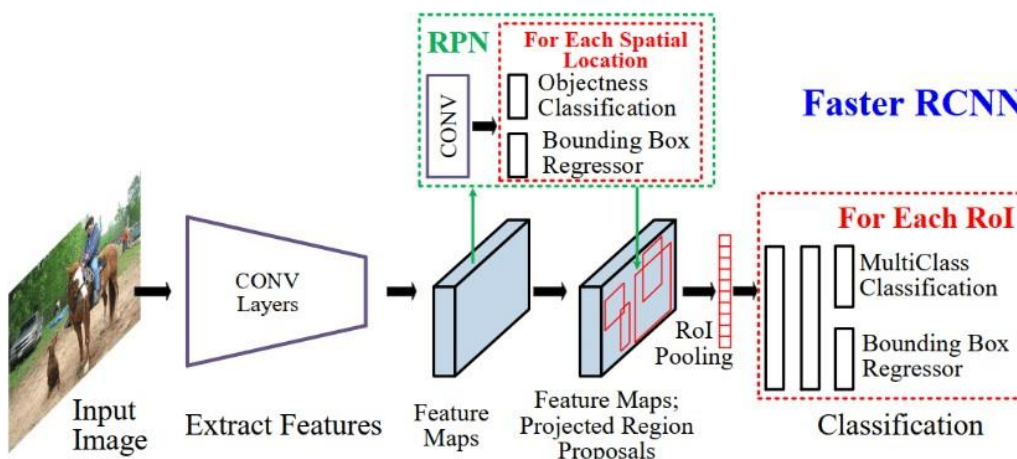 RPN
For Each Spatial
Location
CONV
Objectness
Classification
Bounding Box
Regressor
Faster RCNN
CONV
Layers
RoI
Pooling
For Each RoI
MultiClass
Classification
Bounding Box
Regressor
Input
Image
Extract Features
Feature
Maps
Feature Maps;
Projected Region
Proposals
Classification